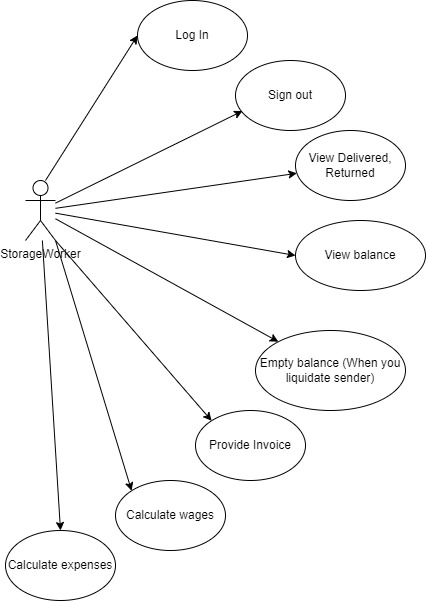 Log In
Sign out
View Delivered,
Returned
StorageWorker
View balance
Empty balance (When you
liquidate sender)
Provide Invoice
Calculate wages
Calculate expenses